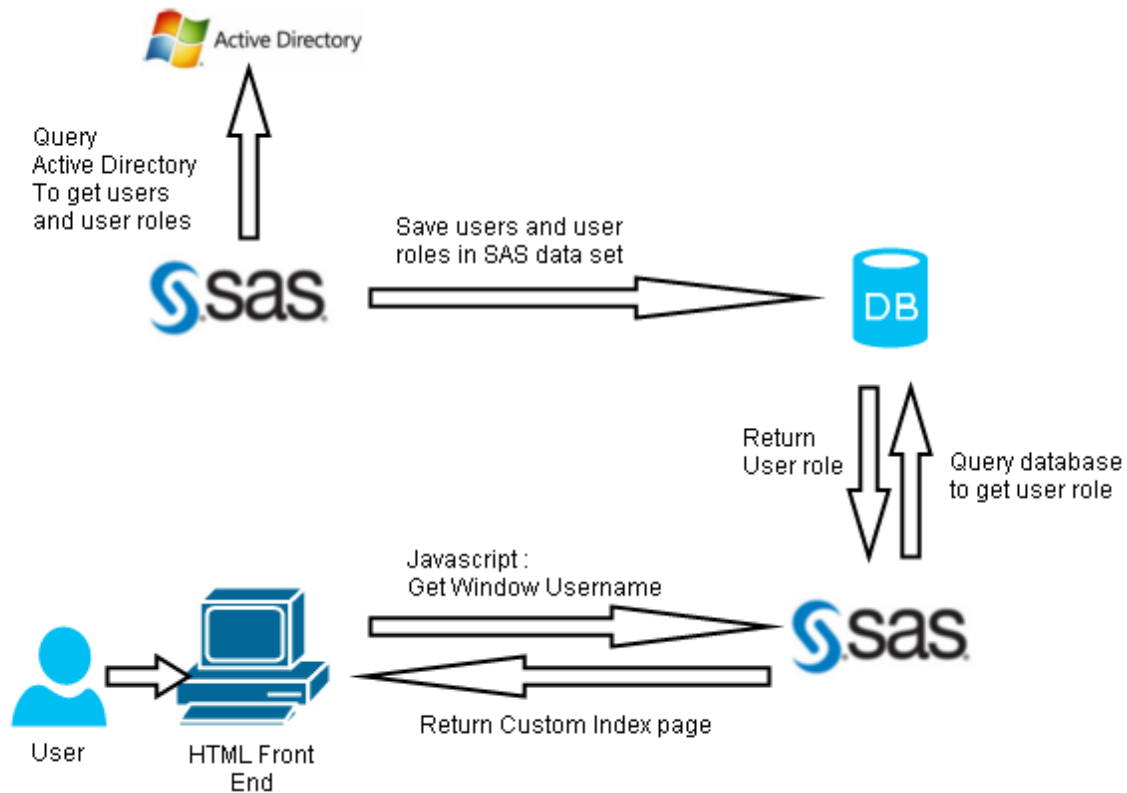 Active Directory
Query
Active Directory
To get users
and user roles
Save users and user
roles in SAS data set
sas
DB
Return
User role
Query database
to get user role
Javascript :
Get Window Username
sas
Return Custom Index page
User
HTML Front
End